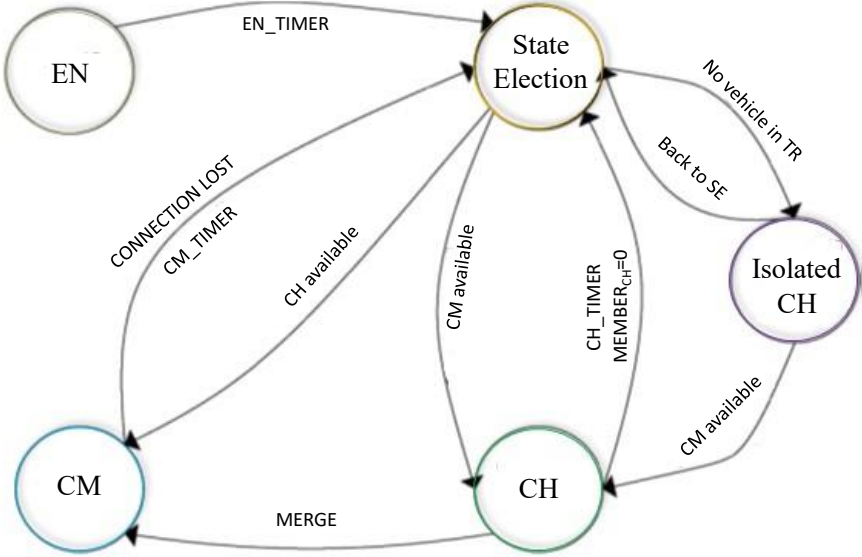 EN_TIMER
EN
State
Election
No vehicle in TR
Back to SE
CONNECTION LOST
CM_TIMER
CH available
CM available
CH_TIMER
MEMBER_CH=0
Isolated
CH
CM available
CM
CH
MERGE